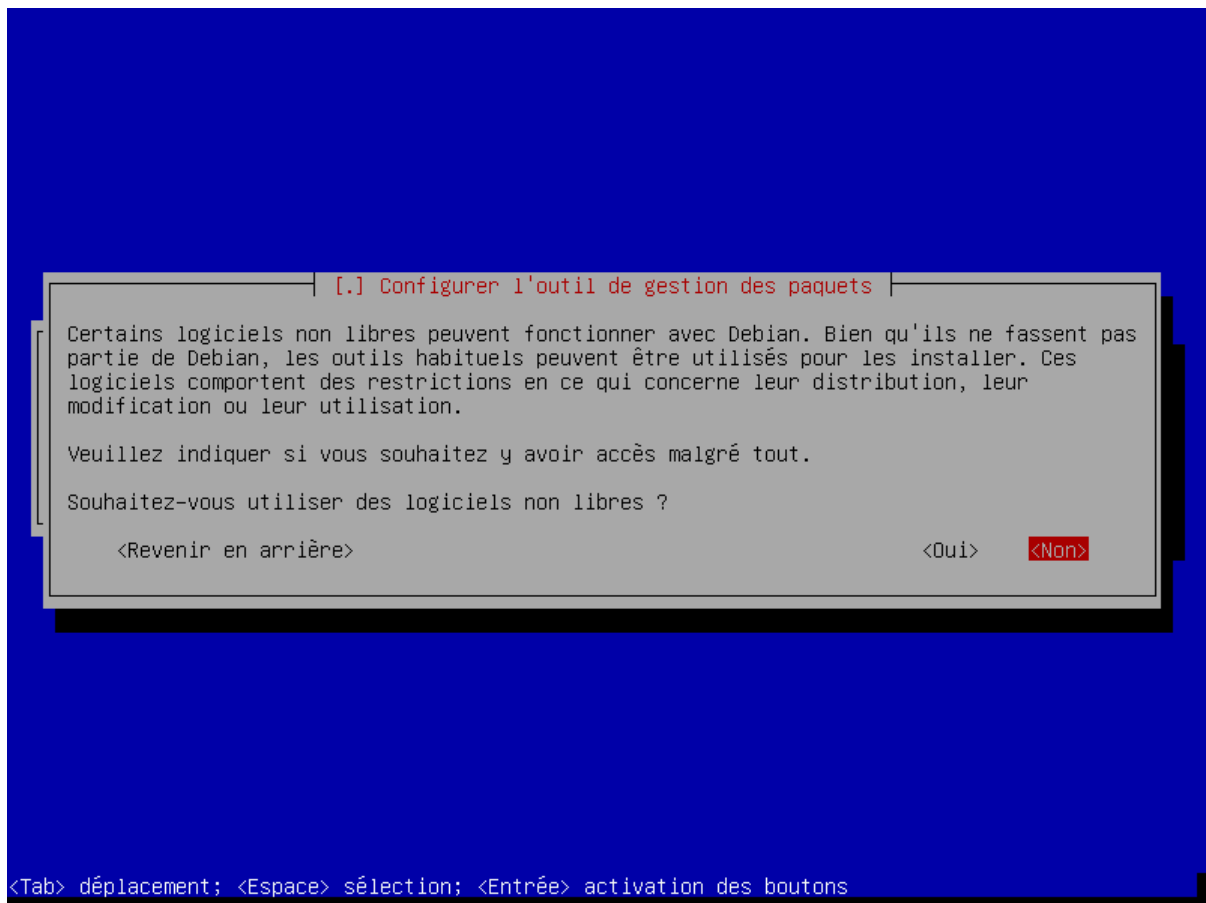 [.] Configurer l'outil de gestion des paquets
Certains logiciels non libres peuvent fonctionner avec Debian. Bien qu'ils ne fassent pas
partie de Debian, les outils habituels peuvent être utilisés pour les installer. Ces
logiciels comportent des restrictions en ce qui concerne leur distribution, leur
modification ou leur utilisation.
Veuillez indiquer si vous souhaitez y avoir accès malgré tout.
Souhaitez-vous utiliser des logiciels non libres ?
<Revenir en arrière> <Oui> <Non>
<Tab> déplacement; <Espace> sélection; <Entrée> activation des boutons